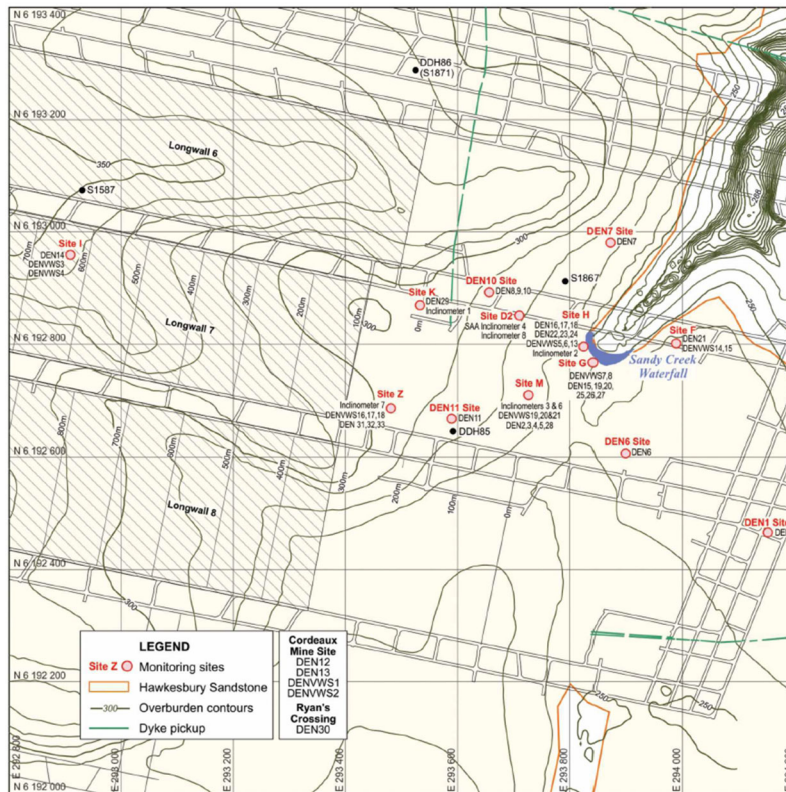 N 6 193 400
DDH86
(S1871)
250
N 6 193 200
Longwall 6
350
S1587
300
250
DEN7 Site
DEN7
Site I
DEN14
DENVWS3
DENVWS4
700m
600m
500m
400m
300m
200m
100m
0m
N 6 193 000
S1867
DEN10 Site
DEN8,9,10
Site K
DEN29
Inclinometer 1
300
Site D2
SAA Inclinometer 4
Inclinometer 8
Site H
DEN16,17,18
DEN22,23,24
DENVWS5,6,13
Inclinometer 2
Site F
DEN21
DENVWS14,15
Longwall 7
N 6 192 800
Sandy Creek
Waterfall
Site G
DENVWS7,8
DEN15, 19, 20,
25,26,27
Site Z
Inclinometer 7
DENVWS16,17,18
DEN 31, 32, 33
DEN11 Site
DEN11
DDH85
Site M
Inclinometers 3 & 6
DENVWS19,20&21
DEN2,3,4,5,28
DEN6 Site
DEN6
N 6 192 600
800m
700m
600m
500m
400m
300m
200m
100m
0m
Longwall 8
DEN1 Site
N 6 192 400
300
LEGEND
Site Z Monitoring sites
Hawkesbury Sandstone
300 Overburden contours
Dyke pickup
Cordeaux
Mine Site
DEN12
DEN13
DENVWS1
DENVWS2
Ryan's
Crossing
DEN30
N 6 192 200
250
250
N 6 192 000
E 292 800
E 293 000
E 293 200
E 293 400
E 293 600
E 293 800
E 294 000